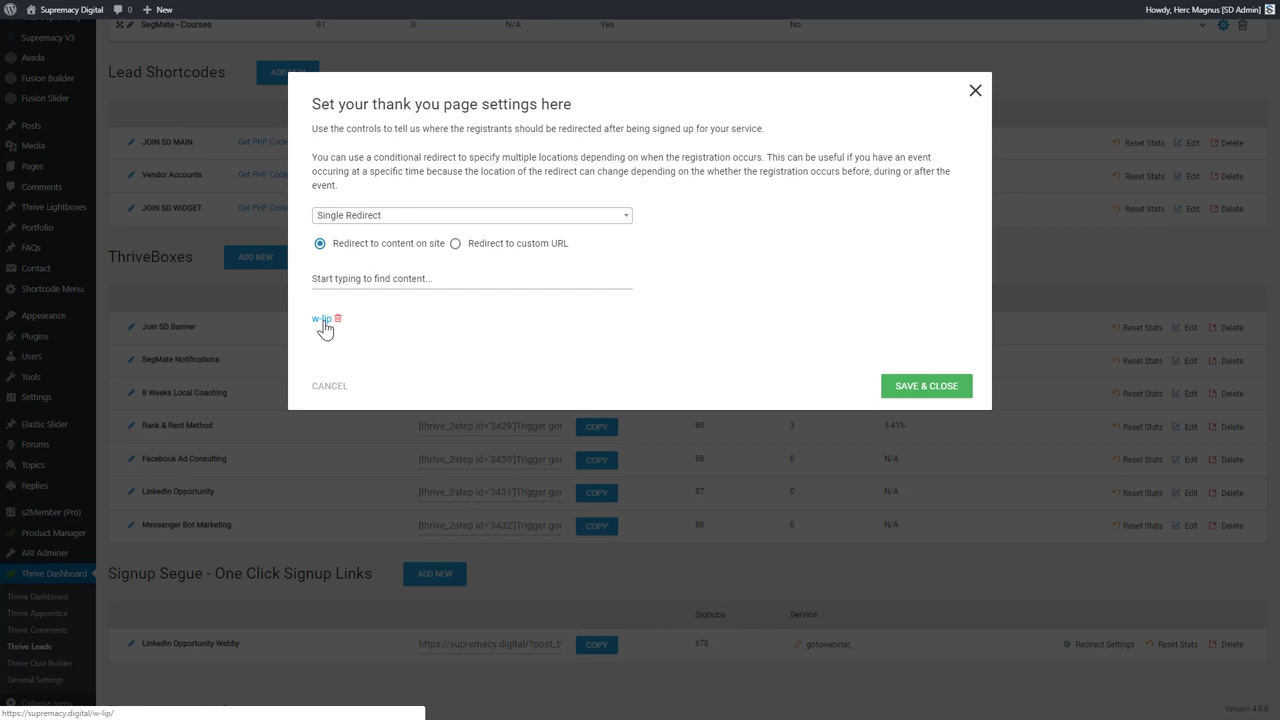 Supremacy Digital
0
New
Howdy, Herc Magnus [SD Admin]
Supremacy V3
Avada
Fusion Builder
Fusion Slider
Posts
Media
Pages
Comments
Thrive Lightboxes
Portfolio
FAQs
Contact
Shortcode Menu
Appearance
Plugins
Users
Tools
Settings
Elastic Slider
Forums
Topics
Replies
s2Member (Pro)
Product Manager
ARI Adminer
Thrive Dashboard
Thrive Dashboard
Thrive Apprentice
Thrive Comments
Thrive Leads
Thrive Quiz Builder
General Settings
Collapse menu
SegMate - Courses 81 0 N/A Yes No
Lead Shortcodes
JOIN SD MAIN Get PHP Code Reset Stats Edit Delete
Vendor Accounts Get PHP Code Reset Stats Edit Delete
JOIN SD WIDGET Get PHP Code Reset Stats Edit Delete
Set your thank you page settings here
Use the controls to tell us where the registrants should be redirected after being signed up for your service.
You can use a conditional redirect to specify multiple locations depending on when the registration occurs. This can be useful if you have an event
occuring at a specific time because the location of the redirect can change depending on the whether the registration occurs before, during or after the
event.
Single Redirect
Redirect to content on site Redirect to custom URL
Start typing to find content...
w-lip
CANCEL
SAVE & CLOSE
ThriveBoxes ADD NEW
Join SD Banner Reset Stats Edit Delete
SegMate Notifications Reset Stats Edit Delete
8 Weeks Local Coaching Reset Stats Edit Delete
Rank & Rent Method [thrive_2step id='3429']Trigger go COPY 88 3 3.41% Reset Stats Edit Delete
Facebook Ad Consulting [thrive_2step id='3430']Trigger go COPY 88 0 N/A Reset Stats Edit Delete
LinkedIn Opportunity [thrive_2step id='3431']Trigger go COPY 87 0 N/A Reset Stats Edit Delete
Messenger Bot Marketing [thrive_2step id='3432']Trigger go COPY 88 0 N/A Reset Stats Edit Delete
Signup Segue - One Click Signup Links ADD NEW
Signups Service
LinkedIn Opportunity Webby https://supremacy.digital/?post_t COPY 678 gotowebinar; Redirect Settings Reset Stats Delete
https://supremacy.digital/w-lip/
Version 4.9.8